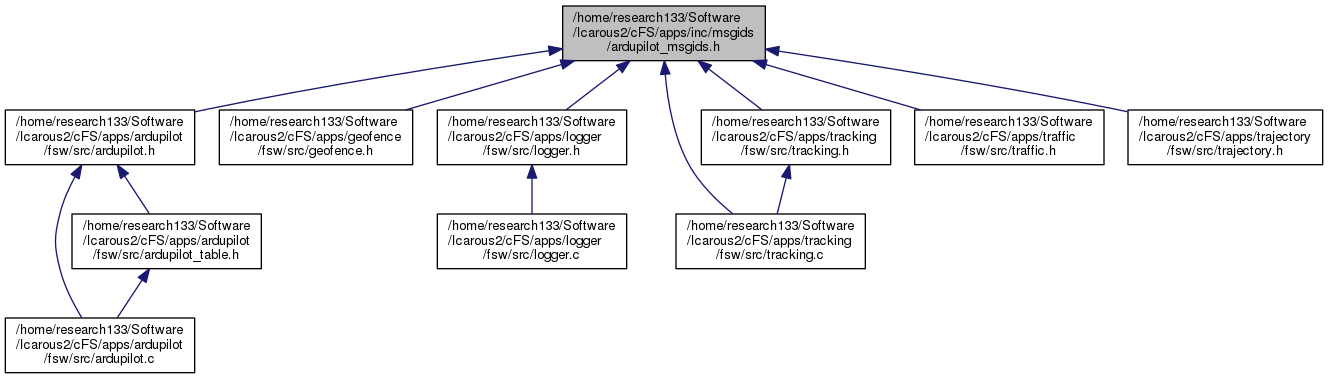 /home/research133/Software
/Icarous2/cFS/apps/inc/msgids
/ardupilot_msgids.h
/home/research133/Software
/Icarous2/cFS/apps/ardupilot
/fsw/src/ardupilot.h
/home/research133/Software
/Icarous2/cFS/apps/geofence
/fsw/src/geofence.h
/home/research133/Software
/Icarous2/cFS/apps/logger
/fsw/src/logger.h
/home/research133/Software
/Icarous2/cFS/apps/tracking
/fsw/src/tracking.h
/home/research133/Software
/Icarous2/cFS/apps/traffic
/fsw/src/traffic.h
/home/research133/Software
/Icarous2/cFS/apps/trajectory
/fsw/src/trajectory.h
/home/research133/Software
/Icarous2/cFS/apps/ardupilot
/fsw/src/ardupilot_table.h
/home/research133/Software
/Icarous2/cFS/apps/logger
/fsw/src/logger.c
/home/research133/Software
/Icarous2/cFS/apps/tracking
/fsw/src/tracking.c
/home/research133/Software
/Icarous2/cFS/apps/ardupilot
/fsw/src/ardupilot.c